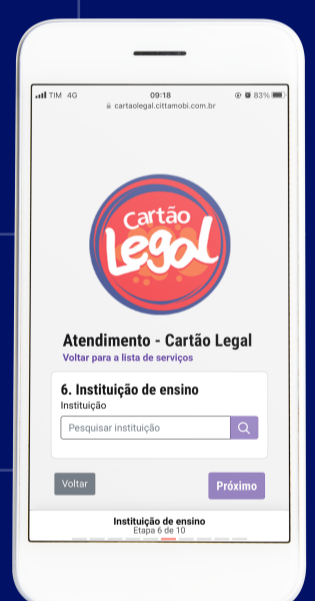 TIM 4G 09:18 83%
cartaolegal.cittamobi.com.br
Cartão
Legal
Atendimento - Cartão Legal
Voltar para a lista de serviços
6. Instituição de ensino
Instituição
Pesquisar instituição
Voltar Próximo
Instituição de ensino
Etapa 6 de 10